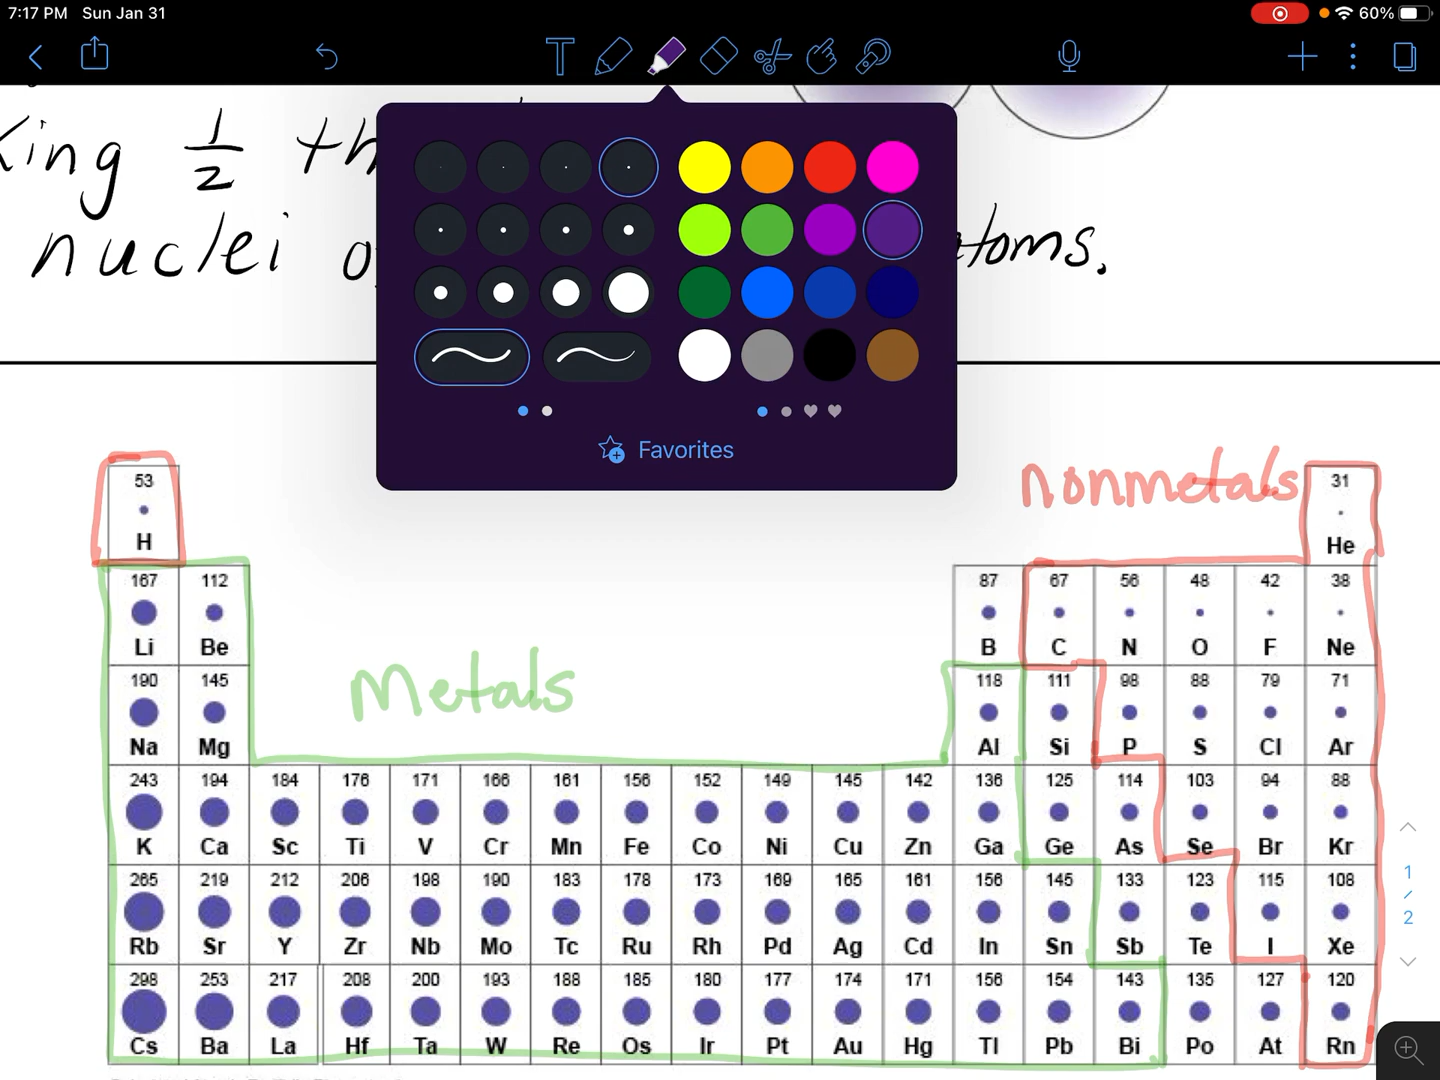 7:17 PM Sun Jan 31
60%
king 1/2 th
nuclei o atoms.
Favorites
nonmetals
Metals
53 31
H He
167 112 87 67 56 48 42 38
Li Be B C N O F Ne
190 145 118 111 98 88 79 71
Na Mg Al Si P S Cl Ar
243 194 184 176 171 166 161 156 152 149 145 142 136 125 114 103 94 88
K Ca Sc Ti V Cr Mn Fe Co Ni Cu Zn Ga Ge As Se Br Kr
265 219 212 206 198 190 183 178 173 169 165 161 156 145 133 123 115 108
Rb Sr Y Zr Nb Mo Tc Ru Rh Pd Ag Cd In Sn Sb Te I Xe
298 253 217 208 200 193 188 185 180 177 174 171 156 154 143 135 127 120
Cs Ba La Hf Ta W Re Os Ir Pt Au Hg Tl Pb Bi Po At Rn
1
/
2